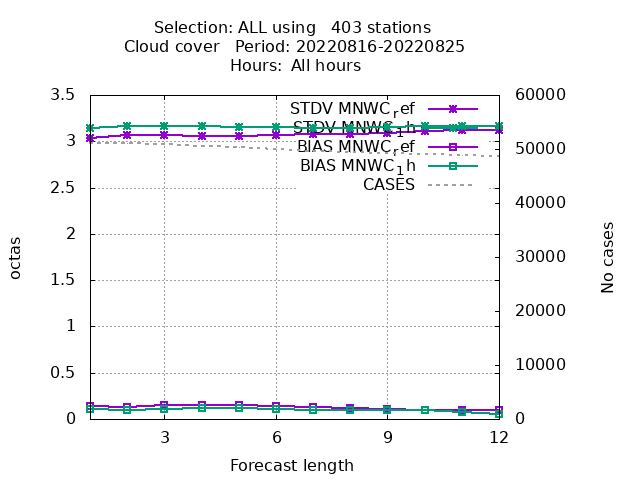 Selection: ALL using   403 stations
Cloud cover   Period: 20220816-20220825
Hours:  All hours
3.5
3
2.5
2
1.5
1
0.5
0
60000
50000
40000
30000
20000
10000
0
STDV MNWC_ref
STDV MNWC_1h
BIAS MNWC_ref
BIAS MNWC_1h
CASES
octas
No cases
3
6
9
12
Forecast length